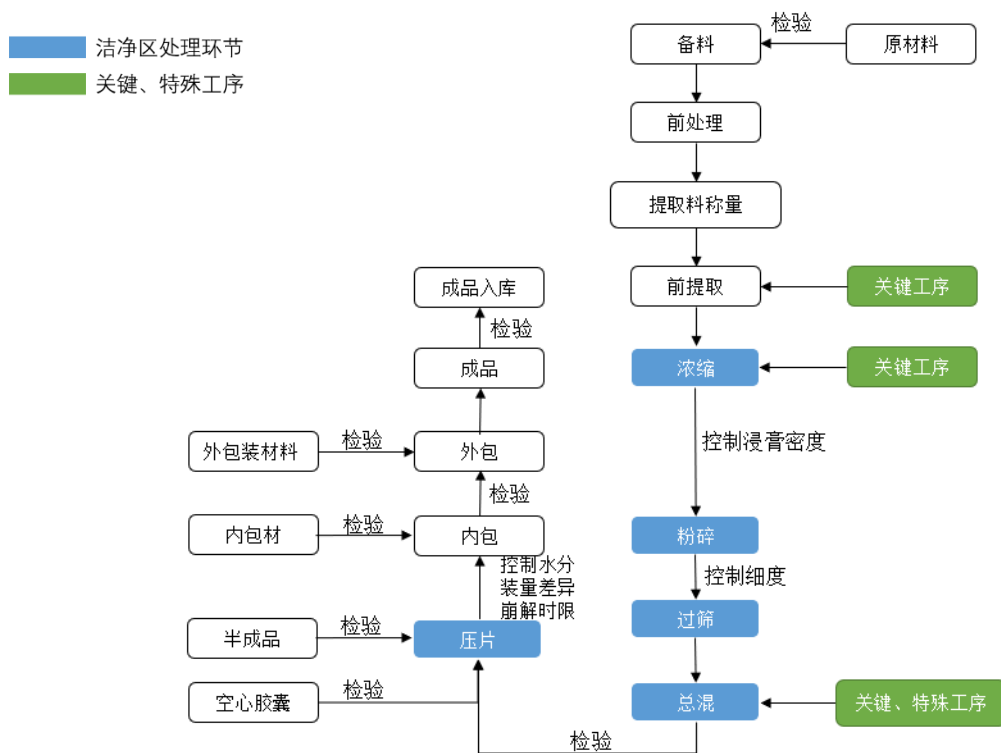 洁净区处理环节
关键、特殊工序
备料
检验
原材料
前处理
提取料称量
前提取
关键工序
浓缩
关键工序
控制浸膏密度
粉碎
控制细度
过筛
总混
关键、特殊工序
检验
成品入库
检验
成品
外包装材料
检验
外包
检验
内包材
检验
内包
控制水分
装量差异
崩解时限
半成品
检验
压片
空心胶囊
检验